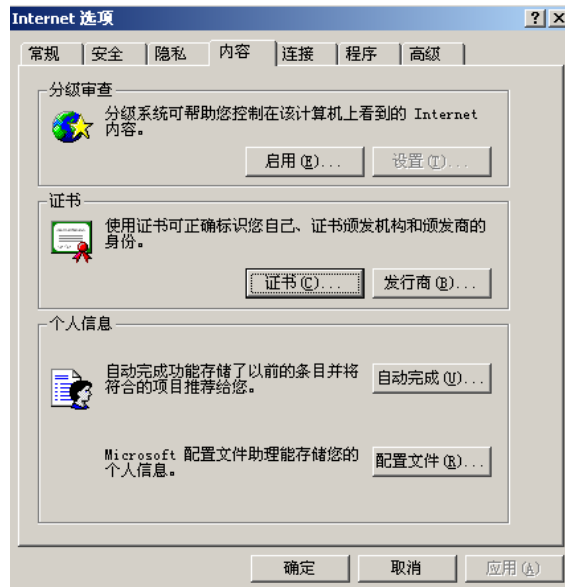 Internet 选项
常规 安全 隐私 内容 连接 程序 高级
分级审查
分级系统可帮助您控制在该计算机上看到的 Internet
内容。
启用(E)... 设置(T)...
证书
使用证书可正确标识您自己、证书颁发机构和颁发商的
身份。
证书(C)... 发行商(B)...
个人信息
自动完成功能存储了以前的条目并将
符合的项目推荐给您。
自动完成(U)...
Microsoft 配置文件助理能存储您的
个人信息。
配置文件(R)...
确定 取消 应用(A)